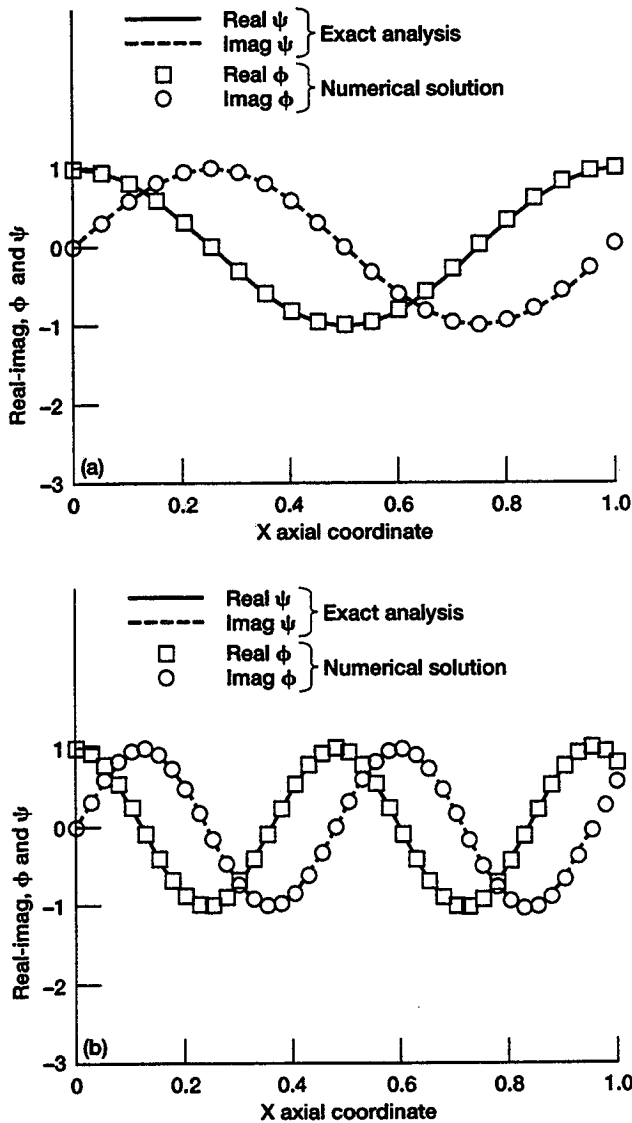 Real ψ
Imag ψ
Exact analysis
Real ϕ
Imag ϕ
Numerical solution
Real-imag, ϕ and ψ
1
0
−1
−2
−3
(a)
0
0.2
0.4
0.6
0.8
1.0
X axial coordinate
Real ψ
Imag ψ
Exact analysis
Real ϕ
Imag ϕ
Numerical solution
Real-imag, ϕ and ψ
1
0
−1
−2
−3
(b)
0
0.2
0.4
0.6
0.8
1.0
X axial coordinate